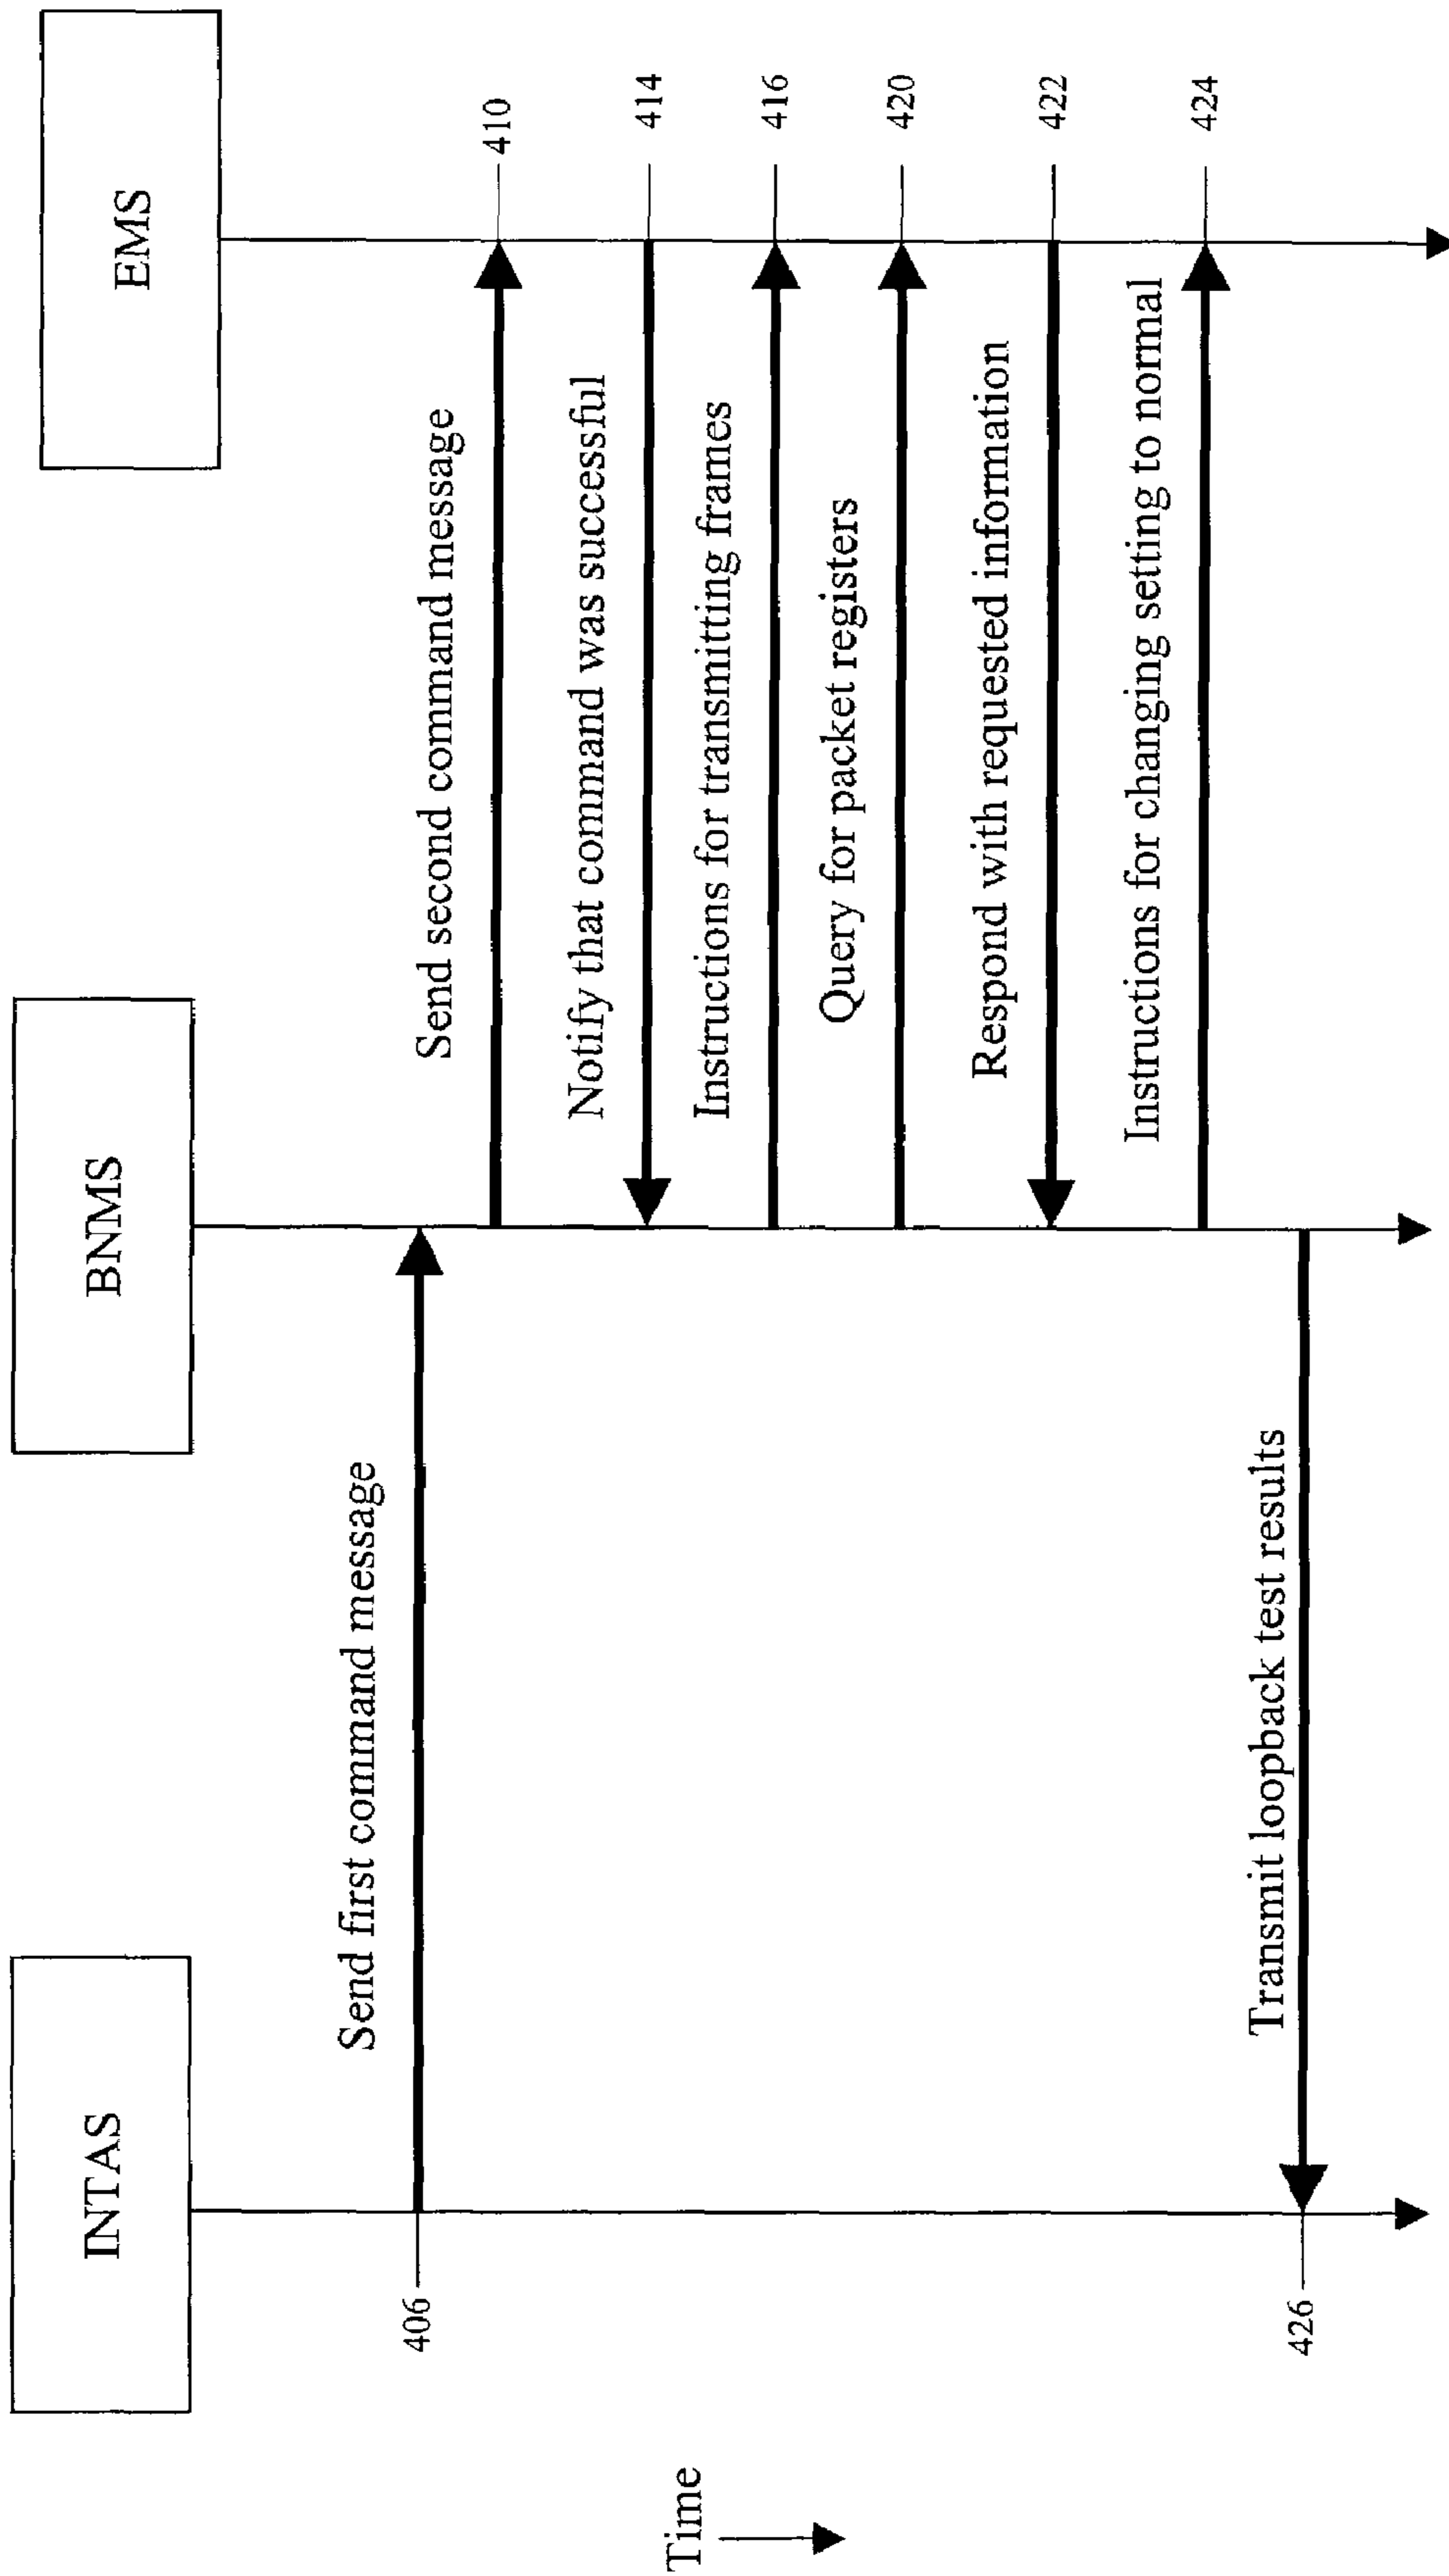 INTAS
BNMS
EMS
Time
406
Send first command message
Send second command message
410
Notify that command was successful
414
Instructions for transmitting frames
416
Query for packet registers
420
Respond with requested information
422
Instructions for changing setting to normal
424
426
Transmit loopback test results